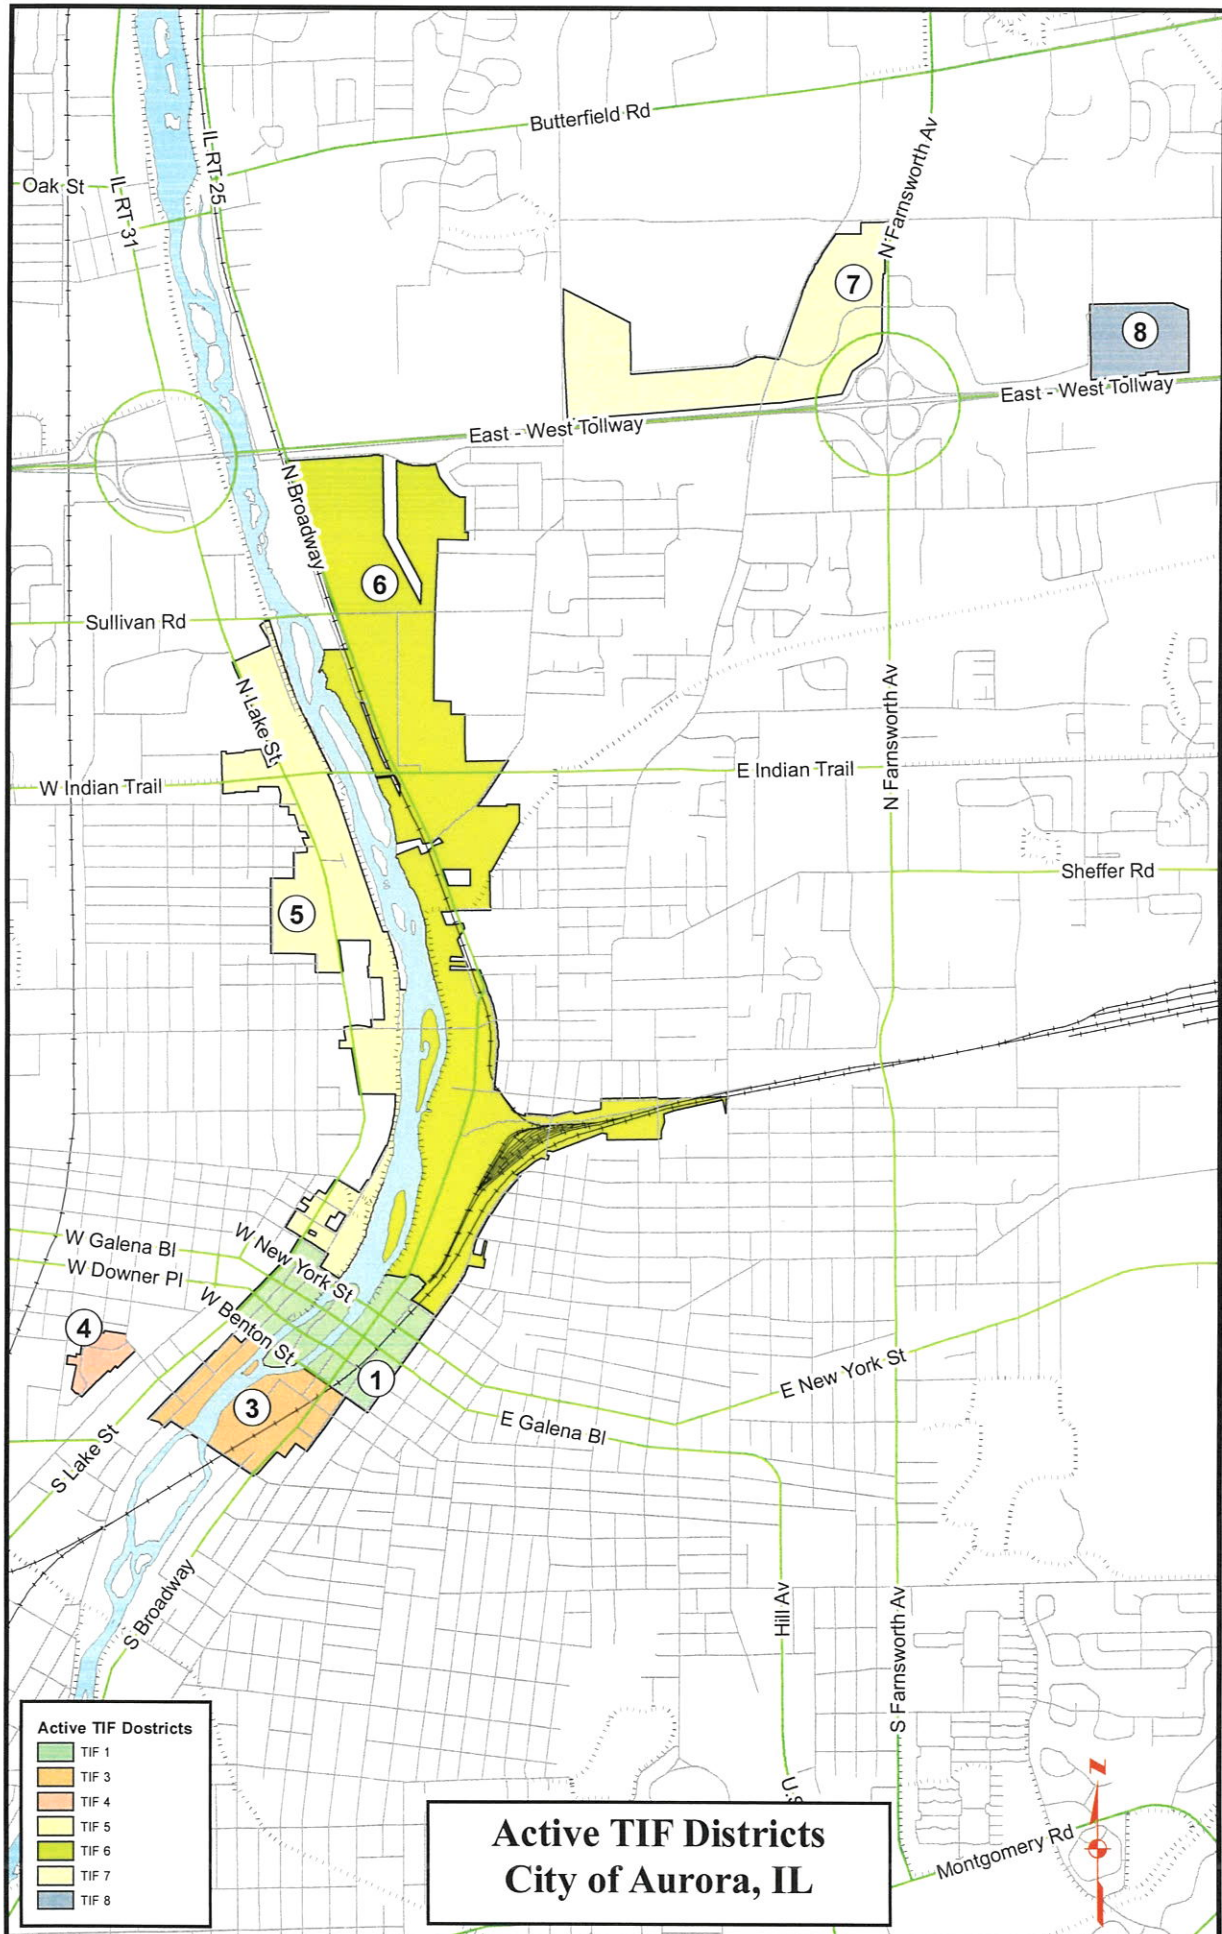 Butterfield Rd
Oak St
IL RT 31
IL RT 25
N Farnsworth Av
7
8
East - West Tollway
East - West Tollway
N Broadway
6
Sullivan Rd
N Lake St
W Indian Trail
E Indian Trail
N Farnsworth Av
Sheffer Rd
5
W Galena Bl
W New York St
W Downer Pl
W Benton St
4
1
3
E New York St
E Galena Bl
S Lake St
S Broadway
Hill Av
S Farnsworth Av
U.S
Montgomery Rd
Z
Active TIF Dostricts
TIF 1
TIF 3
TIF 4
TIF 5
TIF 6
TIF 7
TIF 8
Active TIF Districts
City of Aurora, IL